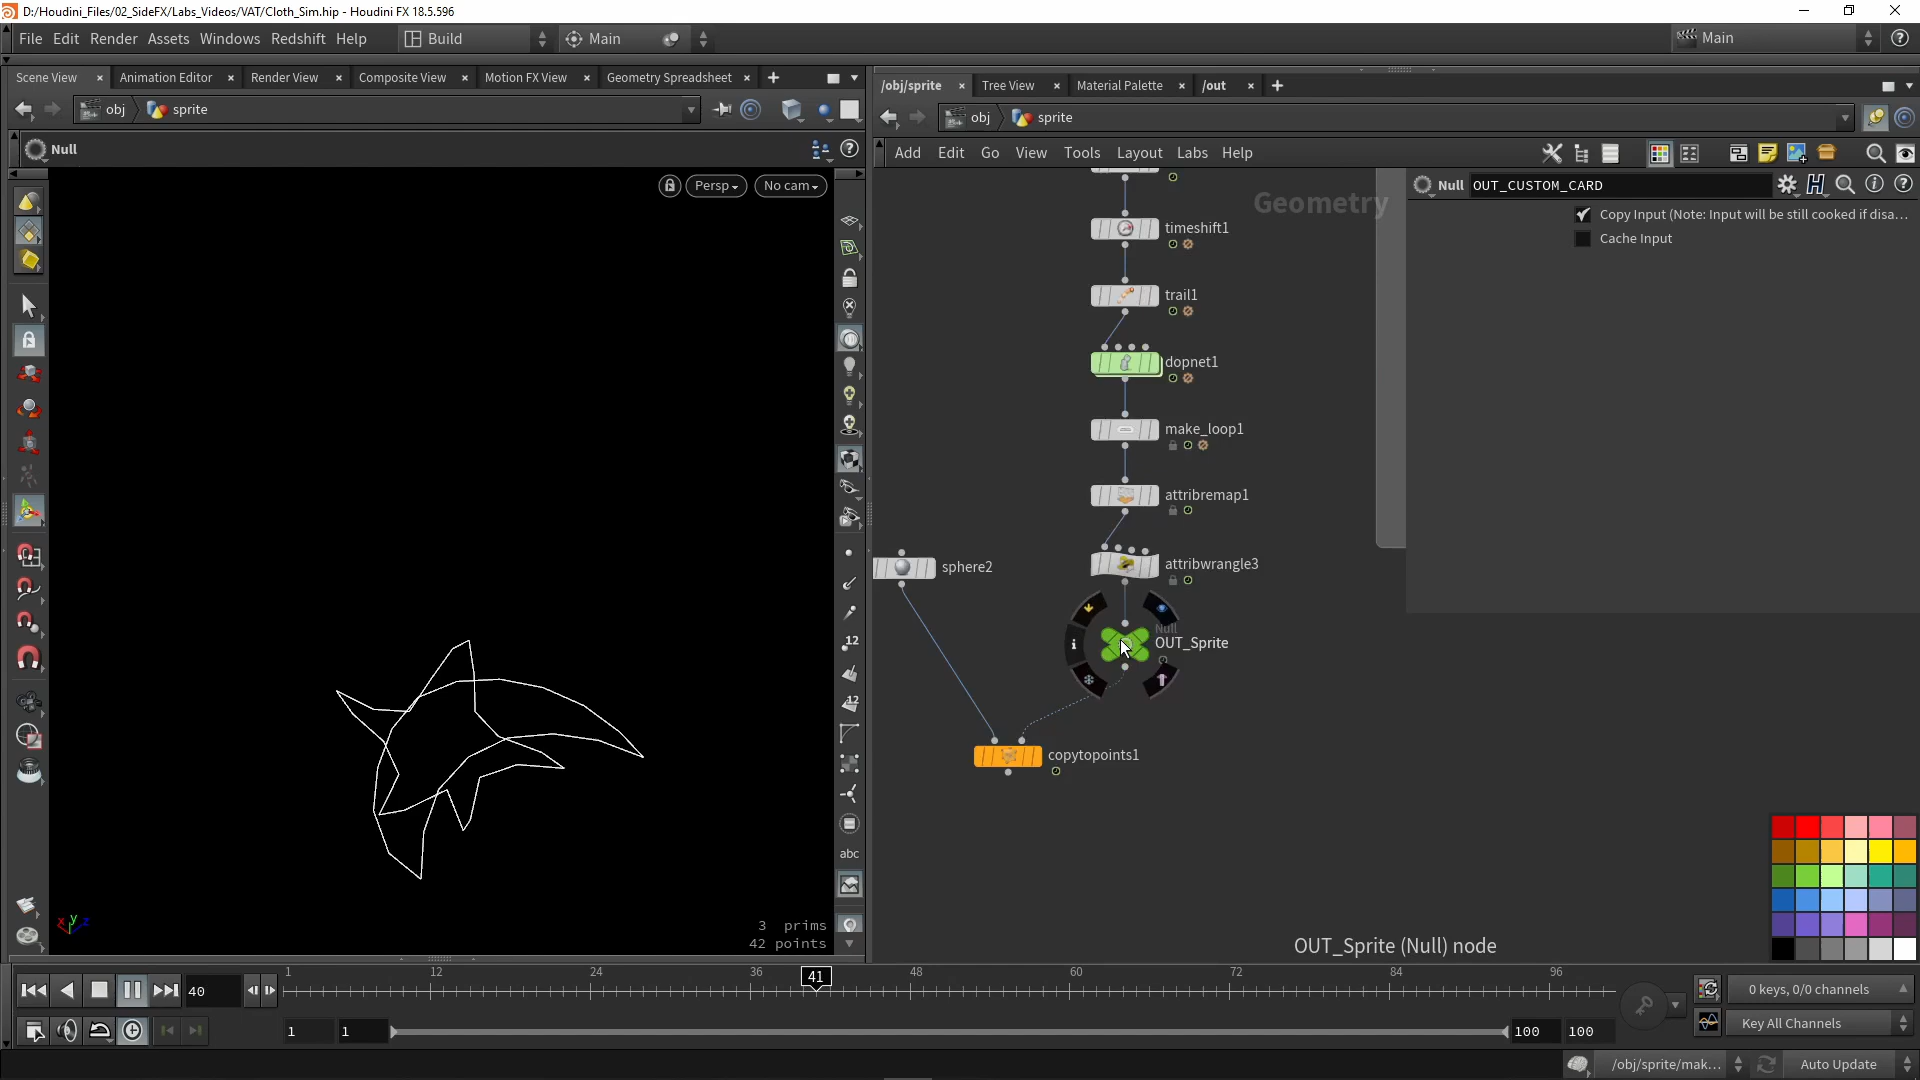 D:/Houdini_Files/02_SideFX/Labs_Videos/VAT/Cloth_Sim.hip - Houdini FX 18.5.596
File Edit Render Assets Windows Redshift Help
Build
Main
Main
Scene View × Animation Editor × Render View × Composite View × Motion FX View × Geometry Spreadsheet × +
/obj/sprite × Tree View × Material Palette × /out × +
obj sprite
obj sprite
Null
Add Edit Go View Tools Layout Labs Help
Persp
No cam
Null OUT_CUSTOM_CARD
Copy Input (Note: Input will be still cooked if disa...
Cache Input
Geometry
timeshift1
trail1
dopnet1
make_loop1
attribremap1
sphere2
attribwrangle3
Null
OUT_Sprite
copytopoints1
12
12
abc
x y z
3 prims
42 points
OUT_Sprite (Null) node
40
1 12 24 36 41 48 60 72 84 96
0 keys, 0/0 channels
1 1 100 100
Key All Channels
/obj/sprite/mak...
Auto Update